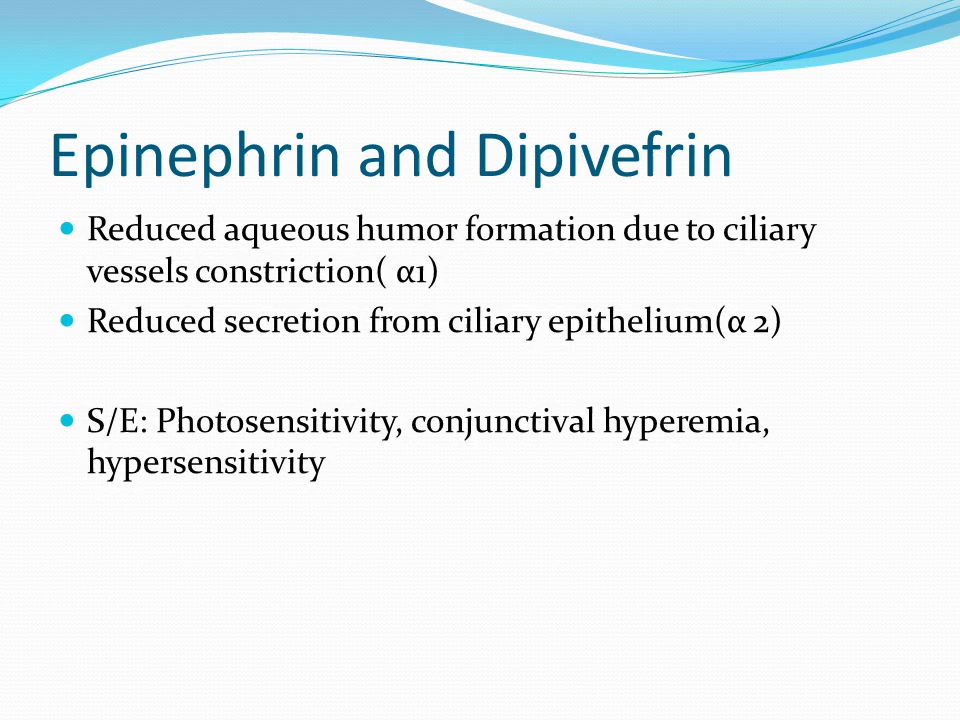 Epinephrin and Dipivefrin
• Reduced aqueous humor formation due to ciliary
vessels constriction( α1)
• Reduced secretion from ciliary epithelium(α 2)
• S/E: Photosensitivity, conjunctival hyperemia,
hypersensitivity